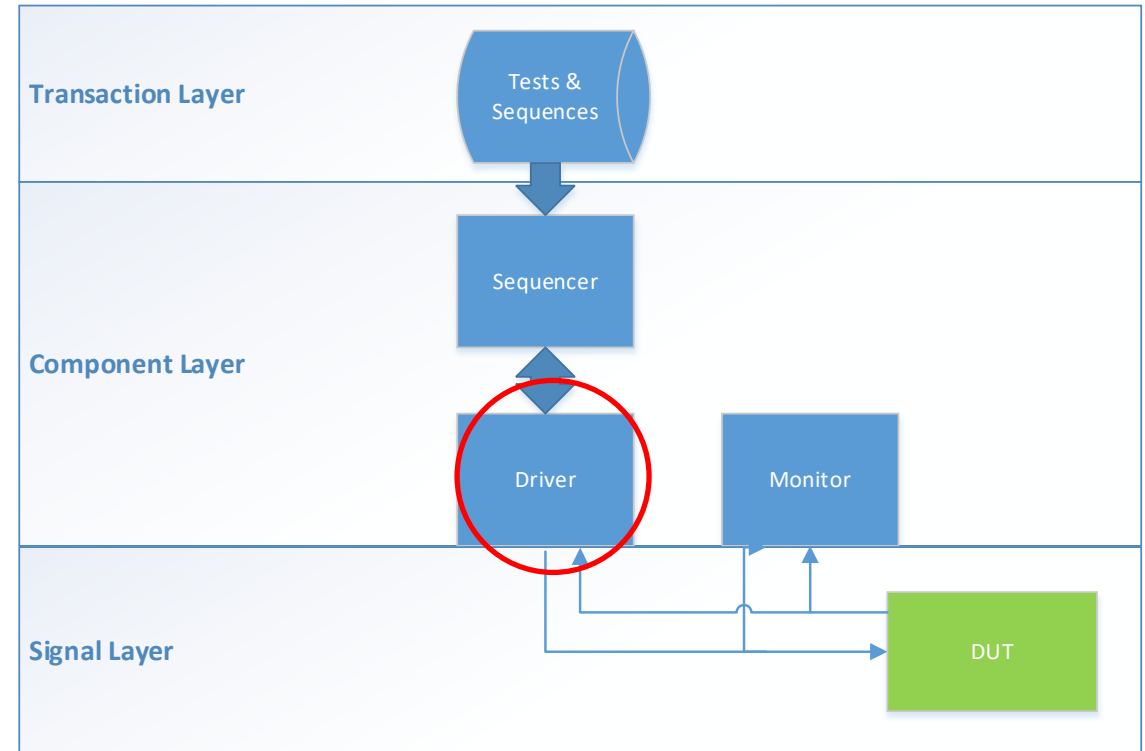 Transaction Layer
Tests &
Sequences
Sequencer
Component Layer
Driver
Monitor
Signal Layer
DUT